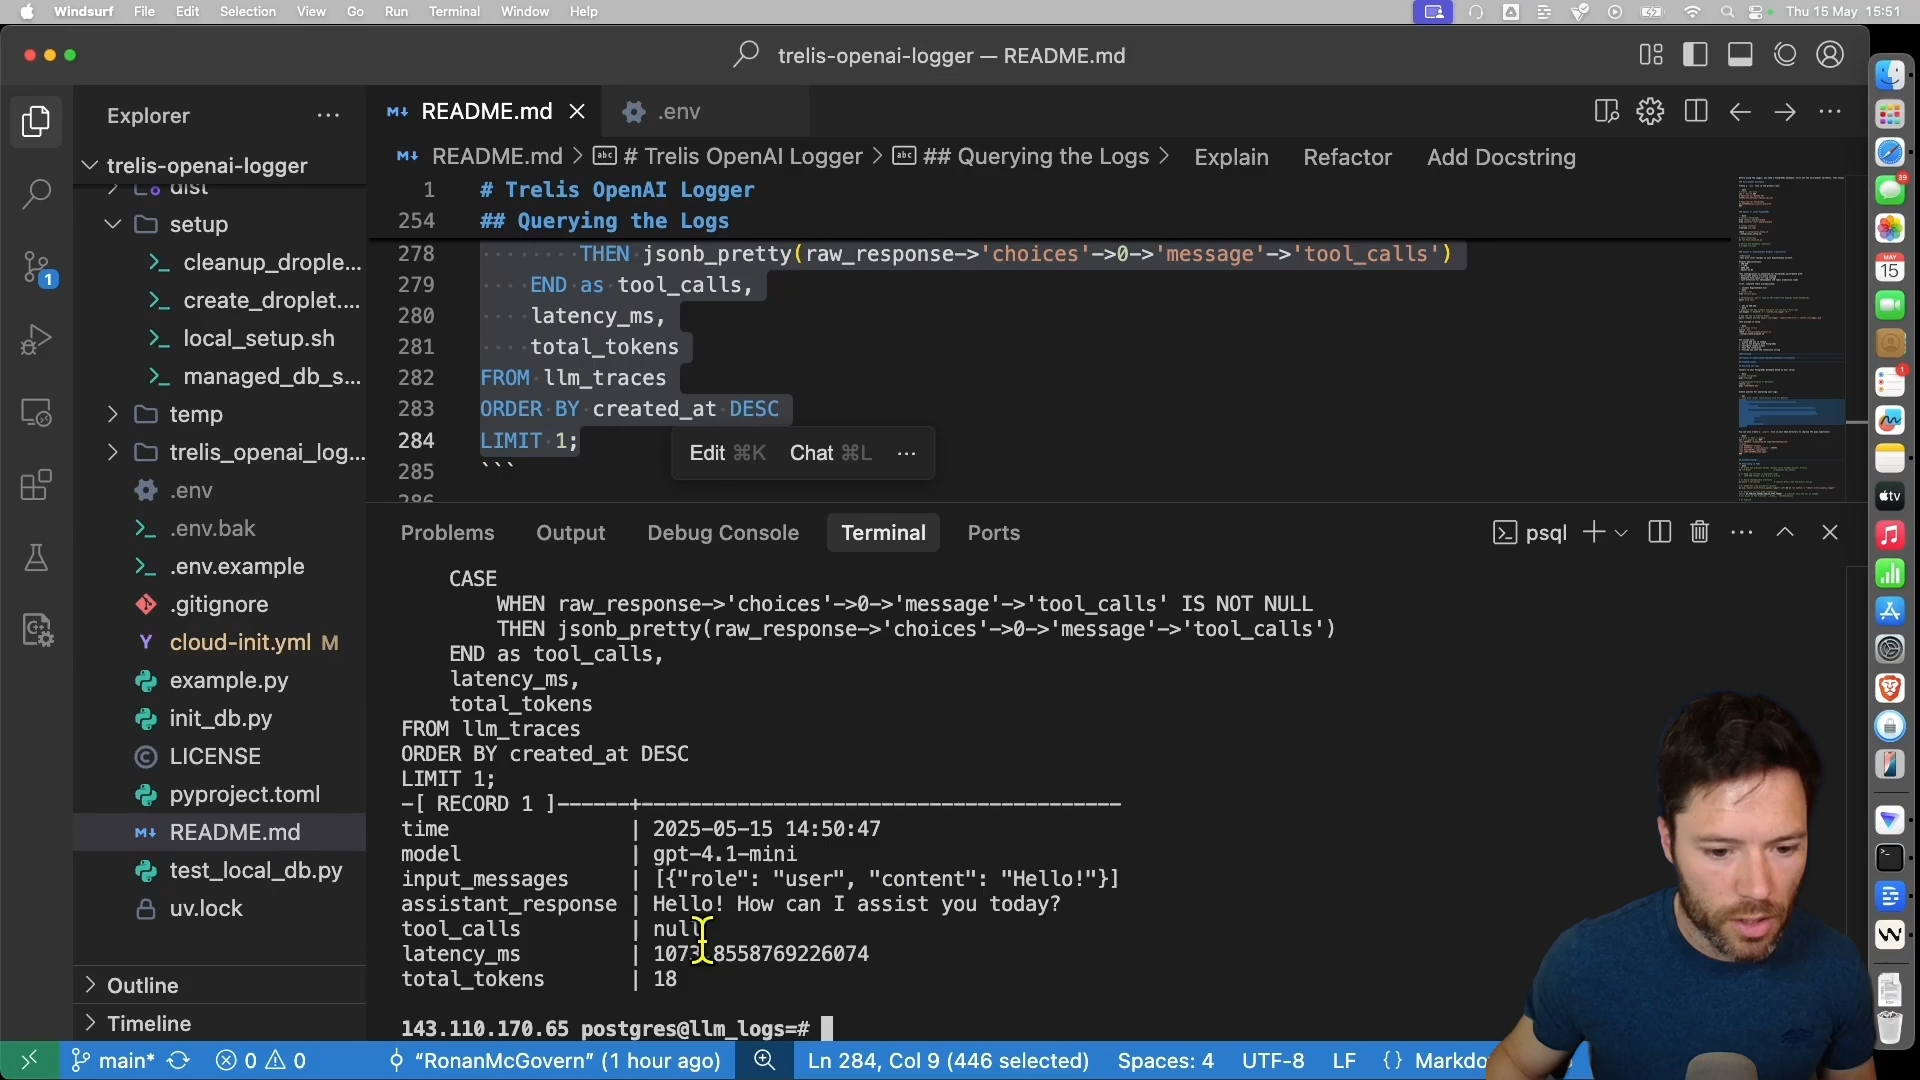 Windsurf File Edit Selection View Go Run Terminal Window Help Thu 15 May 15:51
trelis-openai-logger — README.md
Explorer
trelis-openai-logger
dist
setup
cleanup_drople...
create_droplet....
local_setup.sh
managed_db_s...
temp
trelis_openai_log...
.env
.env.bak
.env.example
.gitignore
cloud-init.yml M
example.py
init_db.py
LICENSE
pyproject.toml
README.md
test_local_db.py
uv.lock
Outline
Timeline
README.md .env
README.md > # Trelis OpenAI Logger > ## Querying the Logs > Explain Refactor Add Docstring
1 # Trelis OpenAI Logger
254 ## Querying the Logs
278 THEN jsonb_pretty(raw_response->'choices'->0->'message'->'tool_calls')
279 END as tool_calls,
280 latency_ms,
281 total_tokens
282 FROM llm_traces
283 ORDER BY created_at DESC
284 LIMIT 1;
285 ```
286
Edit ⌘K Chat ⌘L ...
Problems Output Debug Console Terminal Ports psql
CASE
WHEN raw_response->'choices'->0->'message'->'tool_calls' IS NOT NULL
THEN jsonb_pretty(raw_response->'choices'->0->'message'->'tool_calls')
END as tool_calls,
latency_ms,
total_tokens
FROM llm_traces
ORDER BY created_at DESC
LIMIT 1;
-[ RECORD 1 ]------+----------------------------------------
time | 2025-05-15 14:50:47
model | gpt-4.1-mini
input_messages | [{"role": "user", "content": "Hello!"}]
assistant_response | Hello! How can I assist you today?
tool_calls | null
latency_ms | 1073.8558769226074
total_tokens | 18
143.110.170.65 postgres@llm_logs=#
main* 0 0 "RonanMcGovern" (1 hour ago) Ln 284, Col 9 (446 selected) Spaces: 4 UTF-8 LF {}
1
39
MAY
15
1
tv